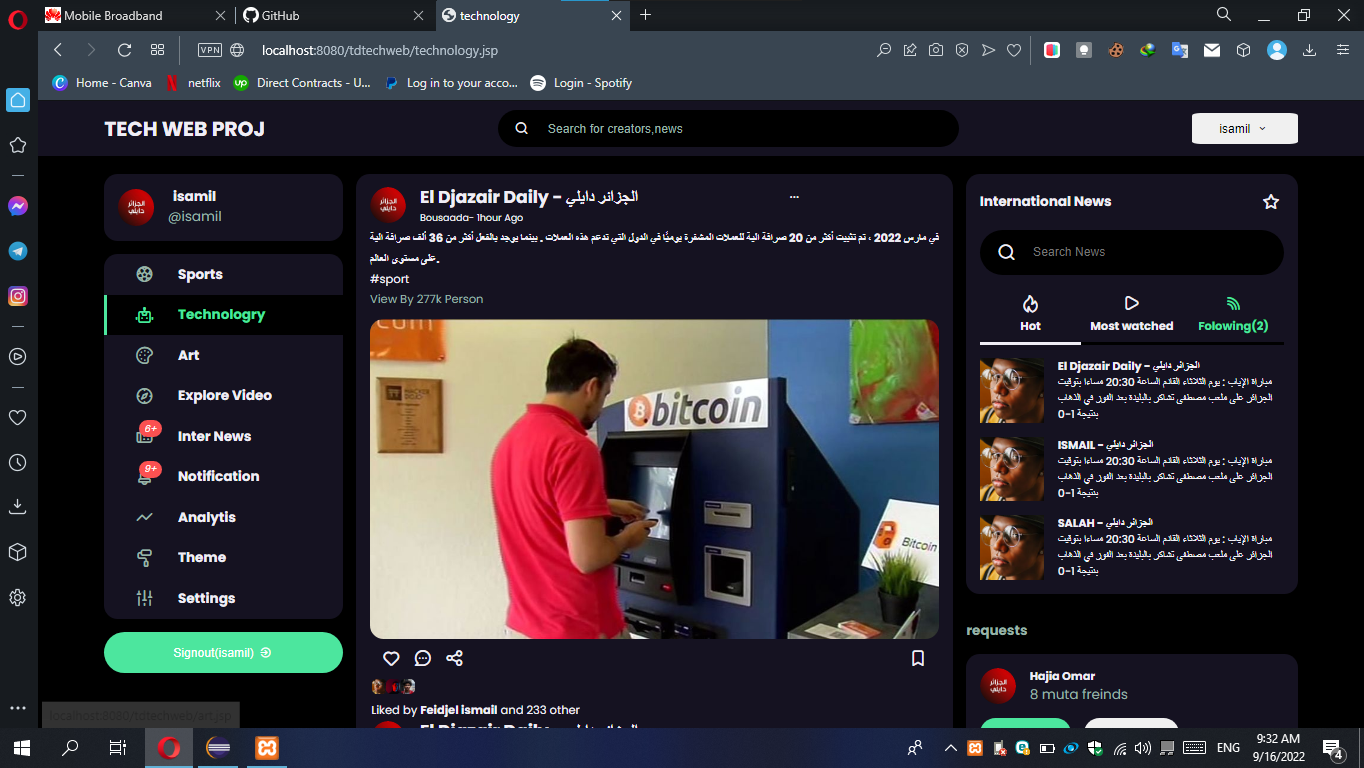 Mobile Broadband
GitHub
technology
VPN
localhost:8080/tdtechweb/technology.jsp
Home - Canva
netflix
Direct Contracts - U...
Log in to your acco...
Login - Spotify
TECH WEB PROJ
Search for creators,news
isamil
isamil
@isamil
Sports
Technologry
Art
Explore Video
6+
Inter News
9+
Notification
Analytis
Theme
Settings
Signout(isamil)
localhost:8080/tdtechweb/art.jsp
El Djazair Daily - الجزائر دايلي
...
Bousaada- 1hour Ago
في مارس 2022 ، تم تثبيت أكثر من 20 صرافة آلية للعملات المشفرة يوميًا في الدول التي تدعم هذه العملات . بينما يوجد بالفعل أكثر من 36 ألف صرافة آلية
على مستوى العالم.
#sport
View By 277k Person
bitcoin
Bitcoin
Liked by Feidjel ismail and 233 other
El Djazair Daily - الجزائر دايلي
International News
Search News
Hot
Most watched
Folowing(2)
El Djazair Daily - الجزائر دايلي
مباراة الإياب : يوم الثلاثاء القادم الساعة 20:30 مساءا بتوقيت
الجزائر على ملعب مصطفى تشاكر بالبليدة بعد الفوز في الذهاب
بنتيجة 1-0
ISMAIL - الجزائر دايلي
مباراة الإياب : يوم الثلاثاء القادم الساعة 20:30 مساءا بتوقيت
الجزائر على ملعب مصطفى تشاكر بالبليدة بعد الفوز في الذهاب
بنتيجة 1-0
SALAH - الجزائر دايلي
مباراة الإياب : يوم الثلاثاء القادم الساعة 20:30 مساءا بتوقيت
الجزائر على ملعب مصطفى تشاكر بالبليدة بعد الفوز في الذهاب
بنتيجة 1-0
requests
الجزائر
دايلي
Hajia Omar
8 muta freinds
ENG
9:32 AM
9/16/2022
4